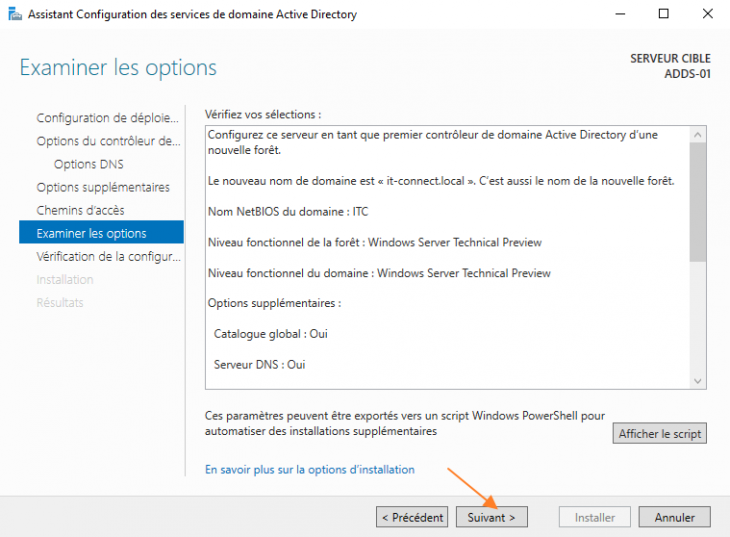 Assistant Configuration des services de domaine Active Directory
Examiner les options
SERVEUR CIBLE
ADDS-01
Configuration de déploie...
Options du contrôleur de...
Options DNS
Options supplémentaires
Chemins d'accès
Examiner les options
Vérification de la configur...
Installation
Résultats
Vérifiez vos sélections :
Configurez ce serveur en tant que premier contrôleur de domaine Active Directory d'une
nouvelle forêt.
Le nouveau nom de domaine est « it-connect.local ». C'est aussi le nom de la nouvelle forêt.
Nom NetBIOS du domaine : ITC
Niveau fonctionnel de la forêt : Windows Server Technical Preview
Niveau fonctionnel du domaine : Windows Server Technical Preview
Options supplémentaires :
Catalogue global : Oui
Serveur DNS : Oui
Ces paramètres peuvent être exportés vers un script Windows PowerShell pour
automatiser des installations supplémentaires
Afficher le script
En savoir plus sur la options d'installation
< Précédent
Suivant >
Installer
Annuler